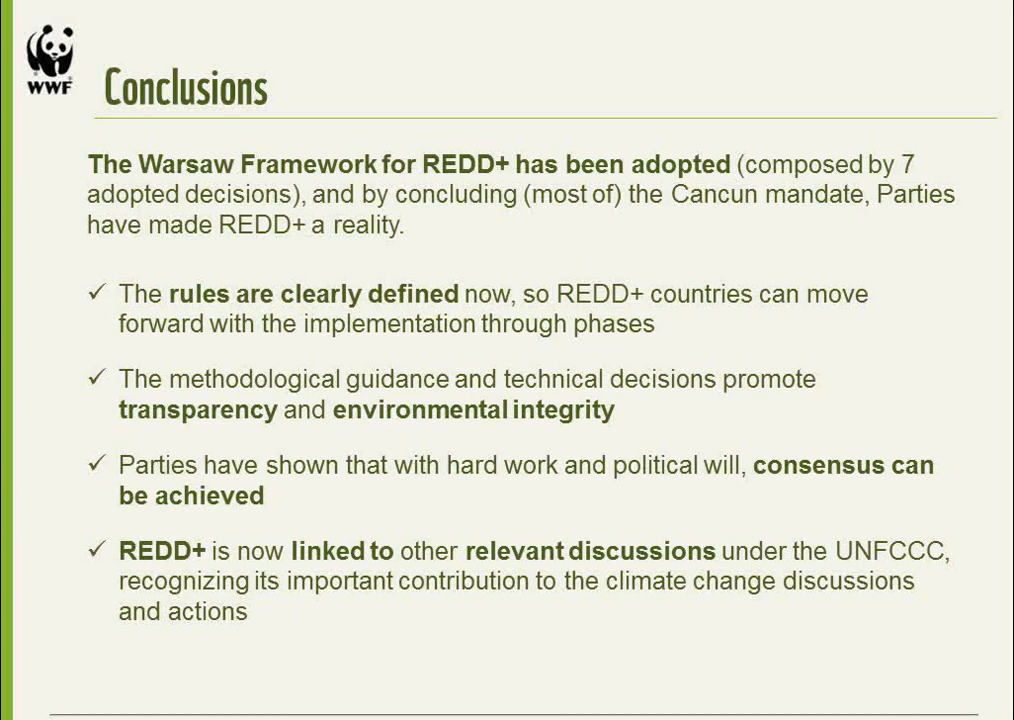 WWF
Conclusions
The Warsaw Framework for REDD+ has been adopted (composed by 7
adopted decisions), and by concluding (most of) the Cancun mandate, Parties
have made REDD+ a reality.
✓ The rules are clearly defined now, so REDD+ countries can move
forward with the implementation through phases
✓ The methodological guidance and technical decisions promote
transparency and environmental integrity
✓ Parties have shown that with hard work and political will, consensus can
be achieved
✓ REDD+ is now linked to other relevant discussions under the UNFCCC,
recognizing its important contribution to the climate change discussions
and actions